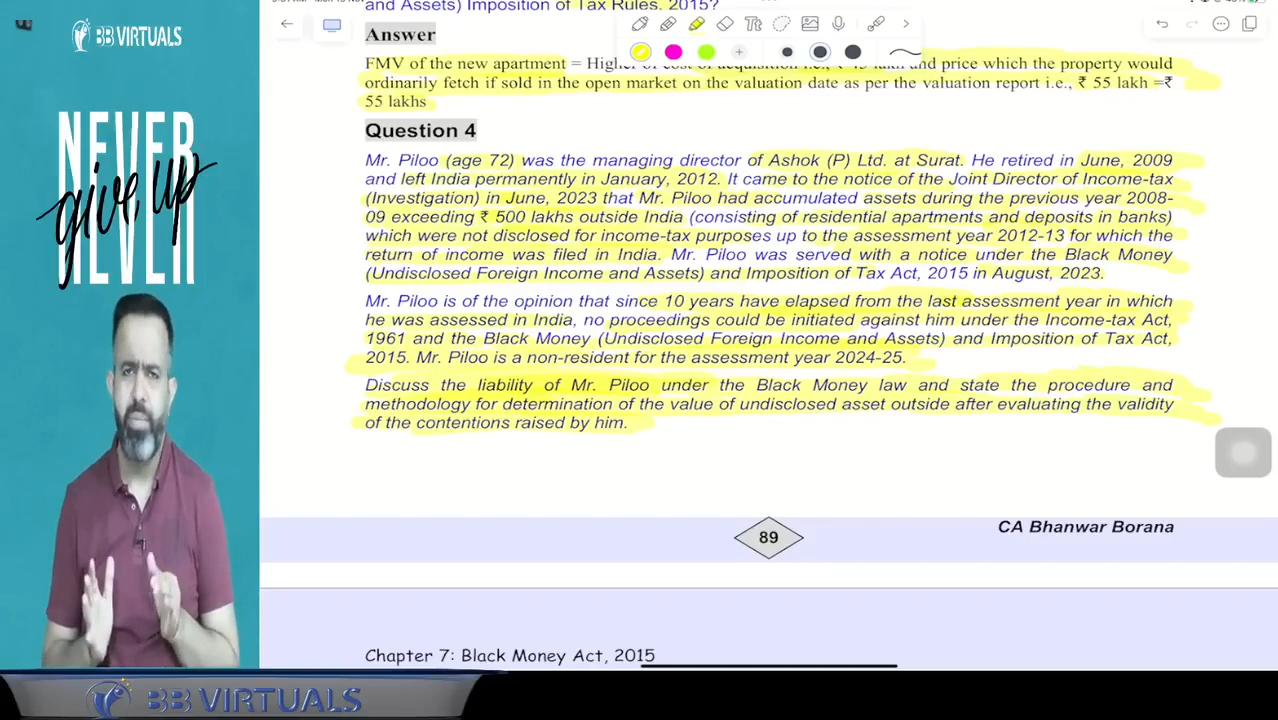 BB VIRTUALS
NEVER
give up
NEVER
and Assets) Imposition of Tax Rules, 2015?
Answer
FMV of the new apartment = Higher of cost of acquisition i.e., lakh and price which the property would
ordinarily fetch if sold in the open market on the valuation date as per the valuation report i.e., ₹ 55 lakh =₹
55 lakhs
Question 4
Mr. Piloo (age 72) was the managing director of Ashok (P) Ltd. at Surat. He retired in June, 2009
and left India permanently in January, 2012. It came to the notice of the Joint Director of Income-tax
(Investigation) in June, 2023 that Mr. Piloo had accumulated assets during the previous year 2008-
09 exceeding ₹ 500 lakhs outside India (consisting of residential apartments and deposits in banks)
which were not disclosed for income-tax purposes up to the assessment year 2012-13 for which the
return of income was filed in India. Mr. Piloo was served with a notice under the Black Money
(Undisclosed Foreign Income and Assets) and Imposition of Tax Act, 2015 in August, 2023.
Mr. Piloo is of the opinion that since 10 years have elapsed from the last assessment year in which
he was assessed in India, no proceedings could be initiated against him under the Income-tax Act,
1961 and the Black Money (Undisclosed Foreign Income and Assets) and Imposition of Tax Act,
2015. Mr. Piloo is a non-resident for the assessment year 2024-25.
Discuss the liability of Mr. Piloo under the Black Money law and state the procedure and
methodology for determination of the value of undisclosed asset outside after evaluating the validity
of the contentions raised by him.
89
CA Bhanwar Borana
Chapter 7: Black Money Act, 2015
BB VIRTUALS